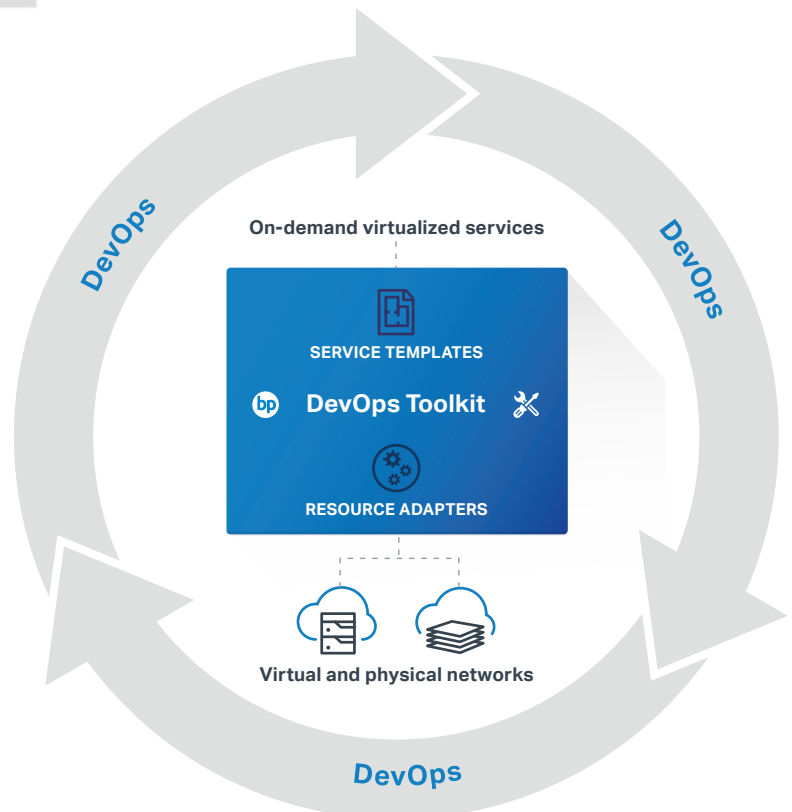 DevOps
DevOps
On-demand virtualized services
SERVICE TEMPLATES
bp
DevOps Toolkit
RESOURCE ADAPTERS
Virtual and physical networks
DevOps